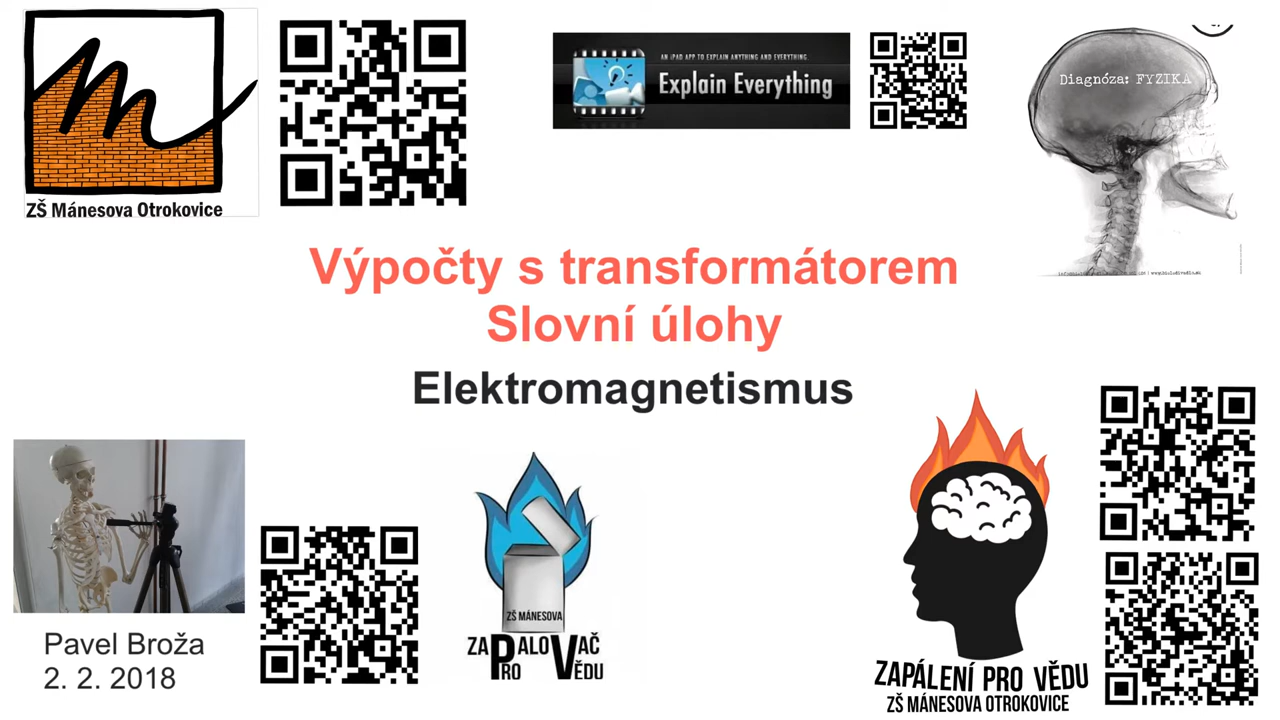 ZŠ Mánesova Otrokovice
AN iPAD APP TO EXPLAIN ANYTHING AND EVERYTHING.
Explain Everything
Diagnóza: FYZIKA
Výpočty s transformátorem
Slovní úlohy
Elektromagnetismus
Pavel Broža
2. 2. 2018
ZŠ MÁNESOVA
ZAPALOVAČ
PRO VĚDU
ZAPÁLENÍ PRO VĚDU
ZŠ MÁNESOVA OTROKOVICE